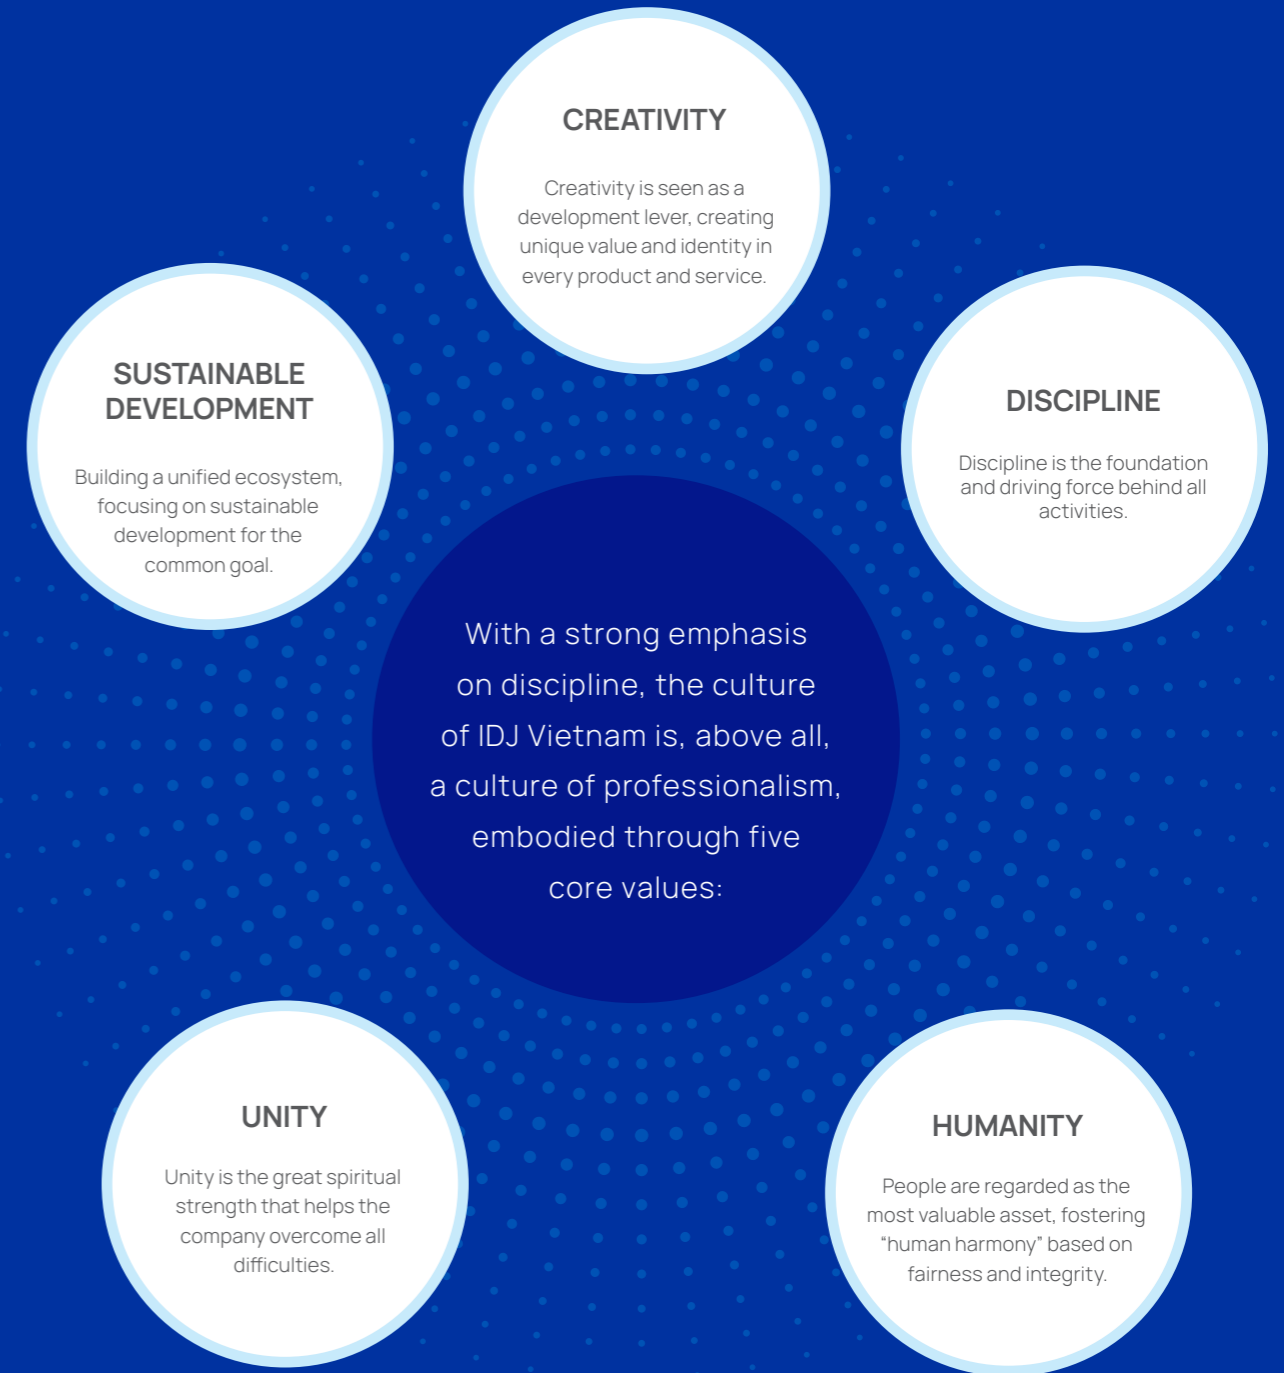 CREATIVITY
Creativity is seen as a
development lever, creating
unique value and identity in
every product and service.
SUSTAINABLE
DEVELOPMENT
Building a unified ecosystem,
focusing on sustainable
development for the
common goal.
DISCIPLINE
Discipline is the foundation
and driving force behind all
activities.
With a strong emphasis
on discipline, the culture
of IDJ Vietnam is, above all,
a culture of professionalism,
embodied through five
core values:
UNITY
Unity is the great spiritual
strength that helps the
company overcome all
difficulties.
HUMANITY
People are regarded as the
most valuable asset, fostering
“human harmony” based on
fairness and integrity.